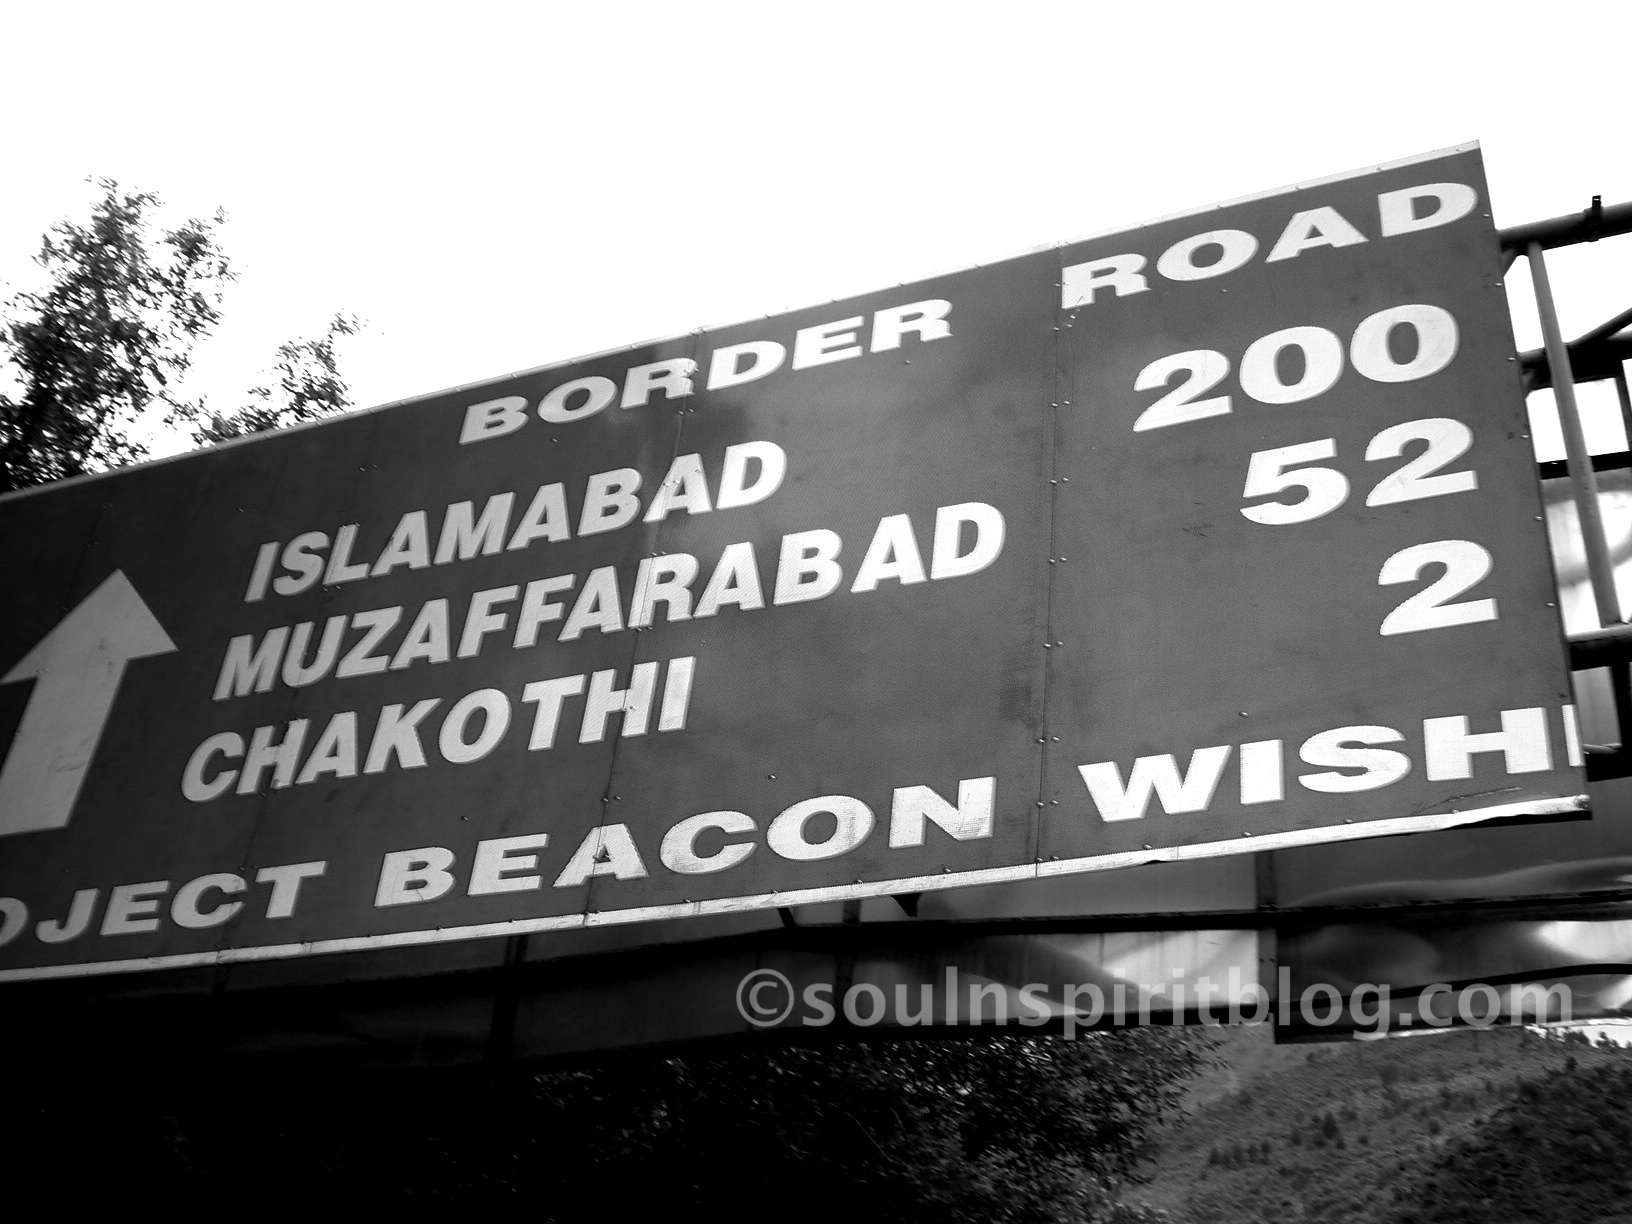 BORDER ROAD
ISLAMABAD 200
MUZAFFARABAD 52
CHAKOTHI 2
OJECT BEACON WISH
©soulnspiritblog.com